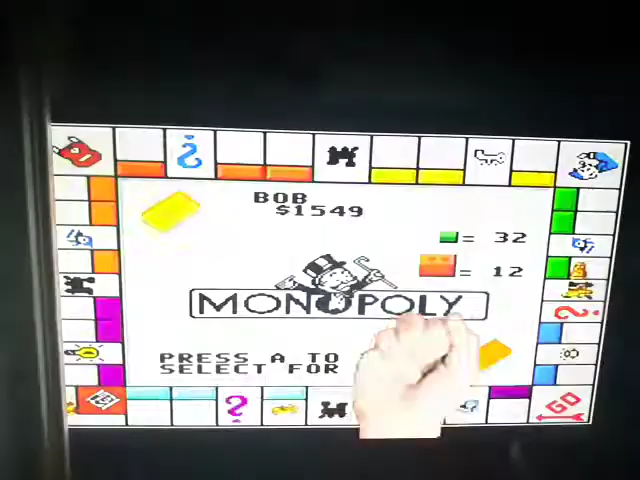 BOB
$1549
= 32
= 12
MONOPOLY
PRESS A TO
SELECT FOR
GO